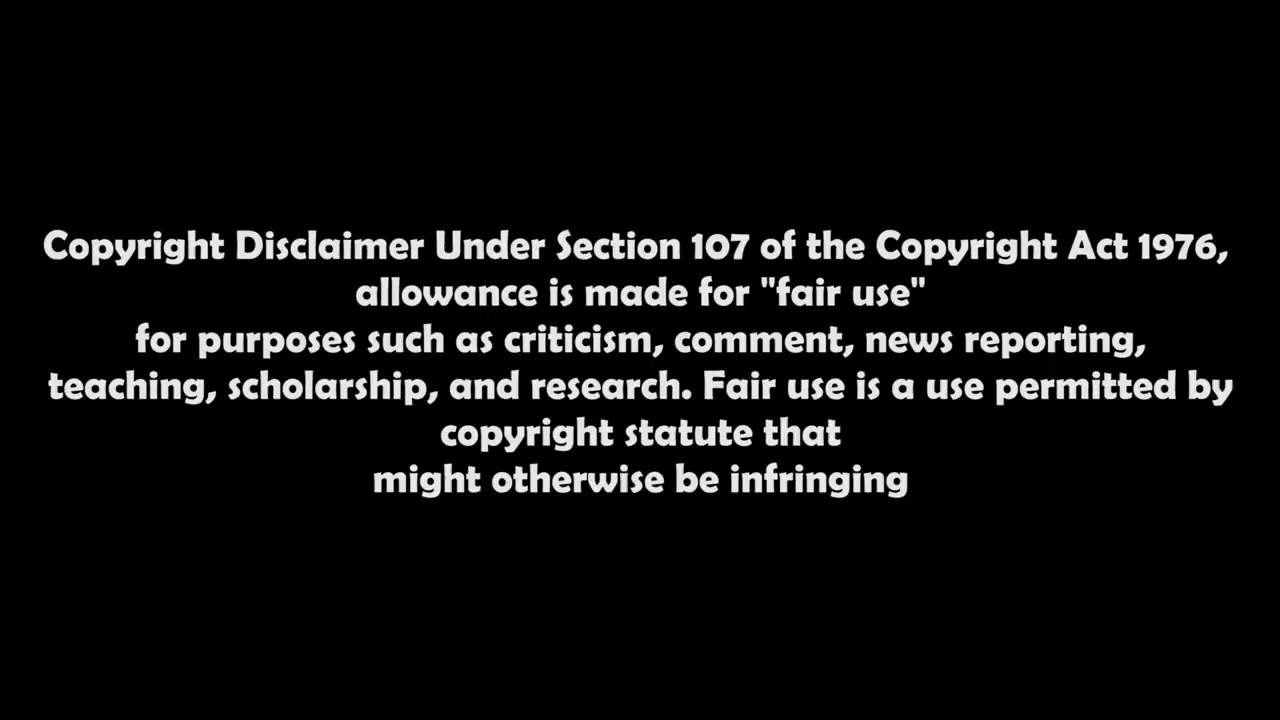 Copyright Disclaimer Under Section 107 of the Copyright Act 1976,
allowance is made for "fair use"
for purposes such as criticism, comment, news reporting,
teaching, scholarship, and research. Fair use is a use permitted by
copyright statute that
might otherwise be infringing